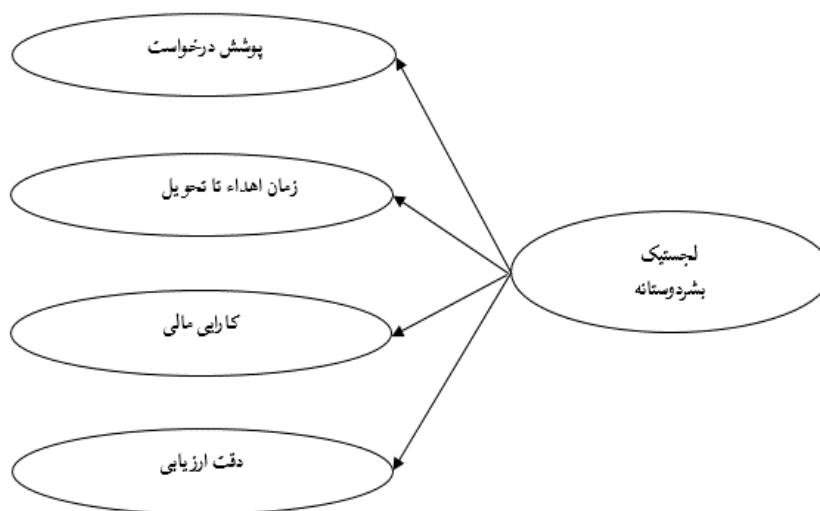 پوشش درخواست
زمان اهداء تا تحویل
لجستیک
بشردوستانه
کارایی مالی
دقت ارزیابی